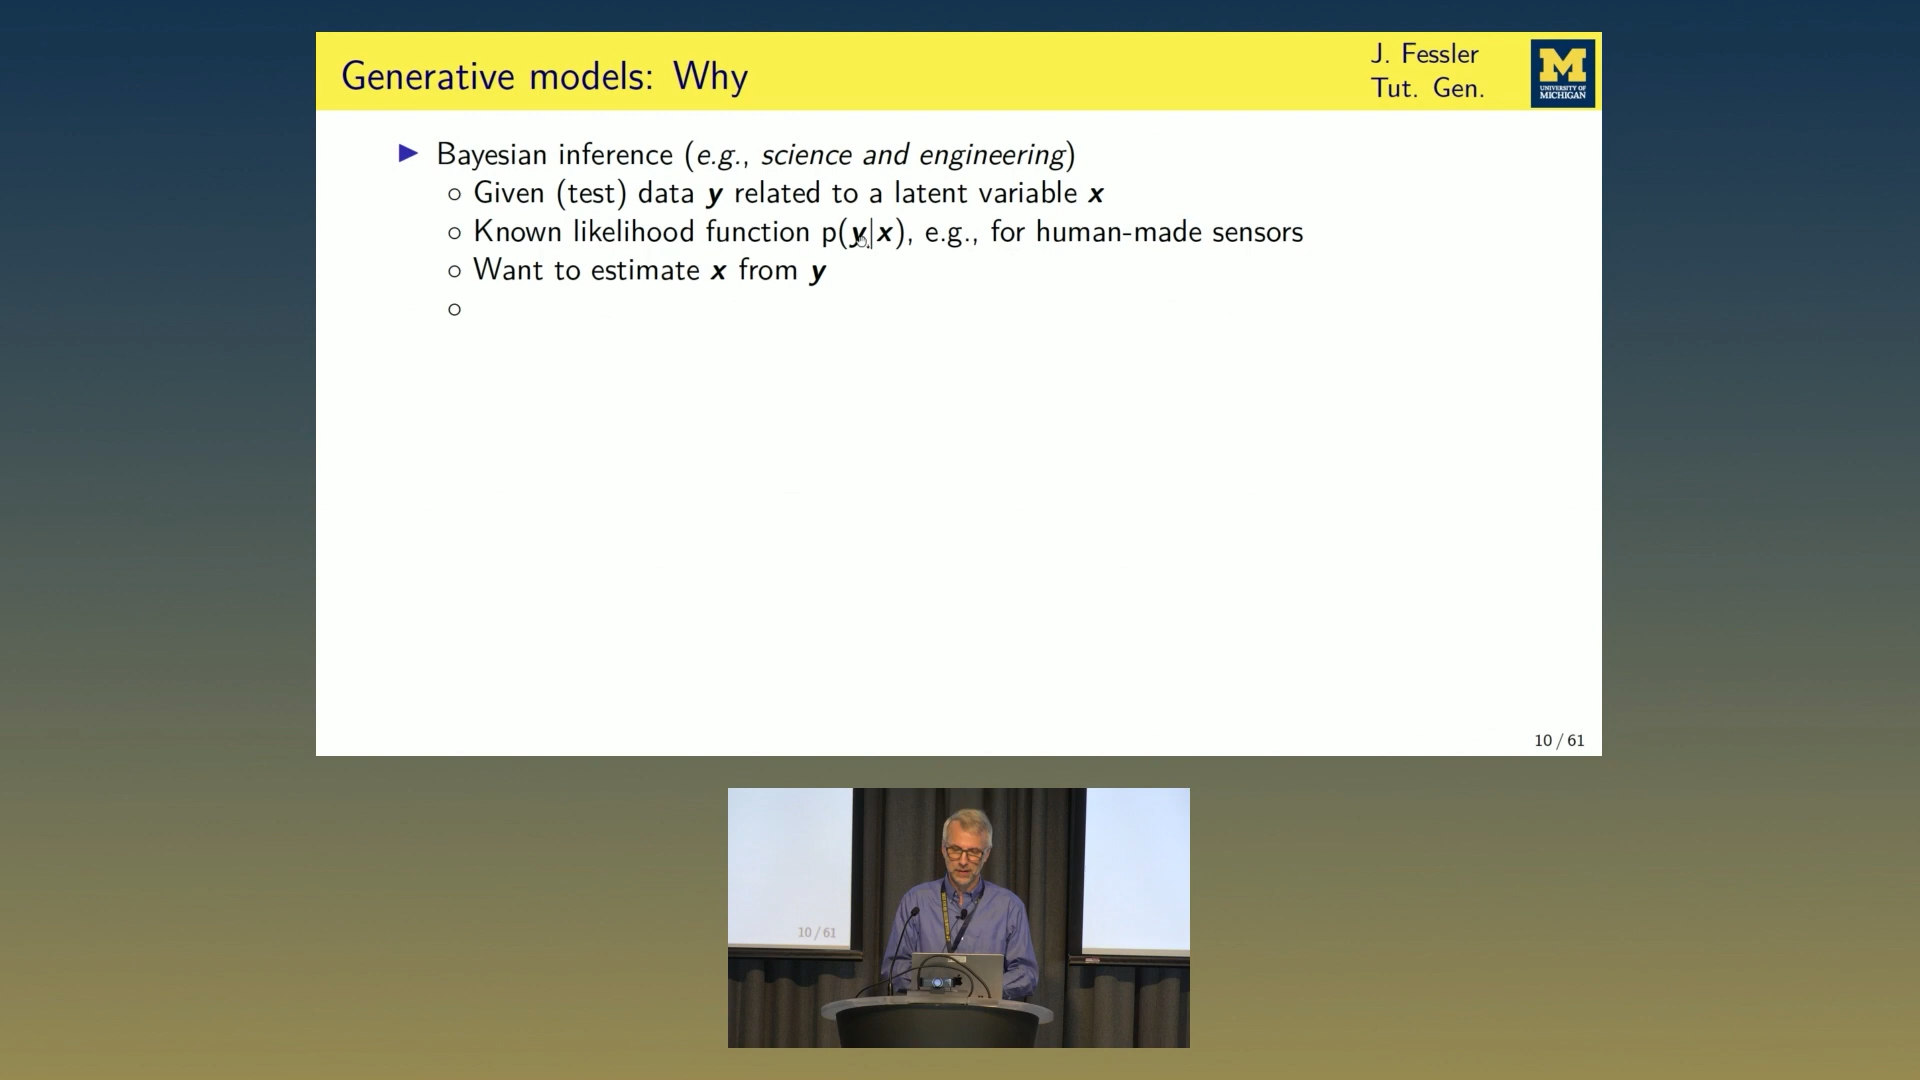 Generative models: Why
J. Fessler
Tut. Gen.
M
UNIVERSITY OF
MICHIGAN
▶ Bayesian inference (e.g., science and engineering)
○ Given (test) data y related to a latent variable x
○ Known likelihood function p(y|x), e.g., for human-made sensors
○ Want to estimate x from y
○
10 / 61
10 / 61